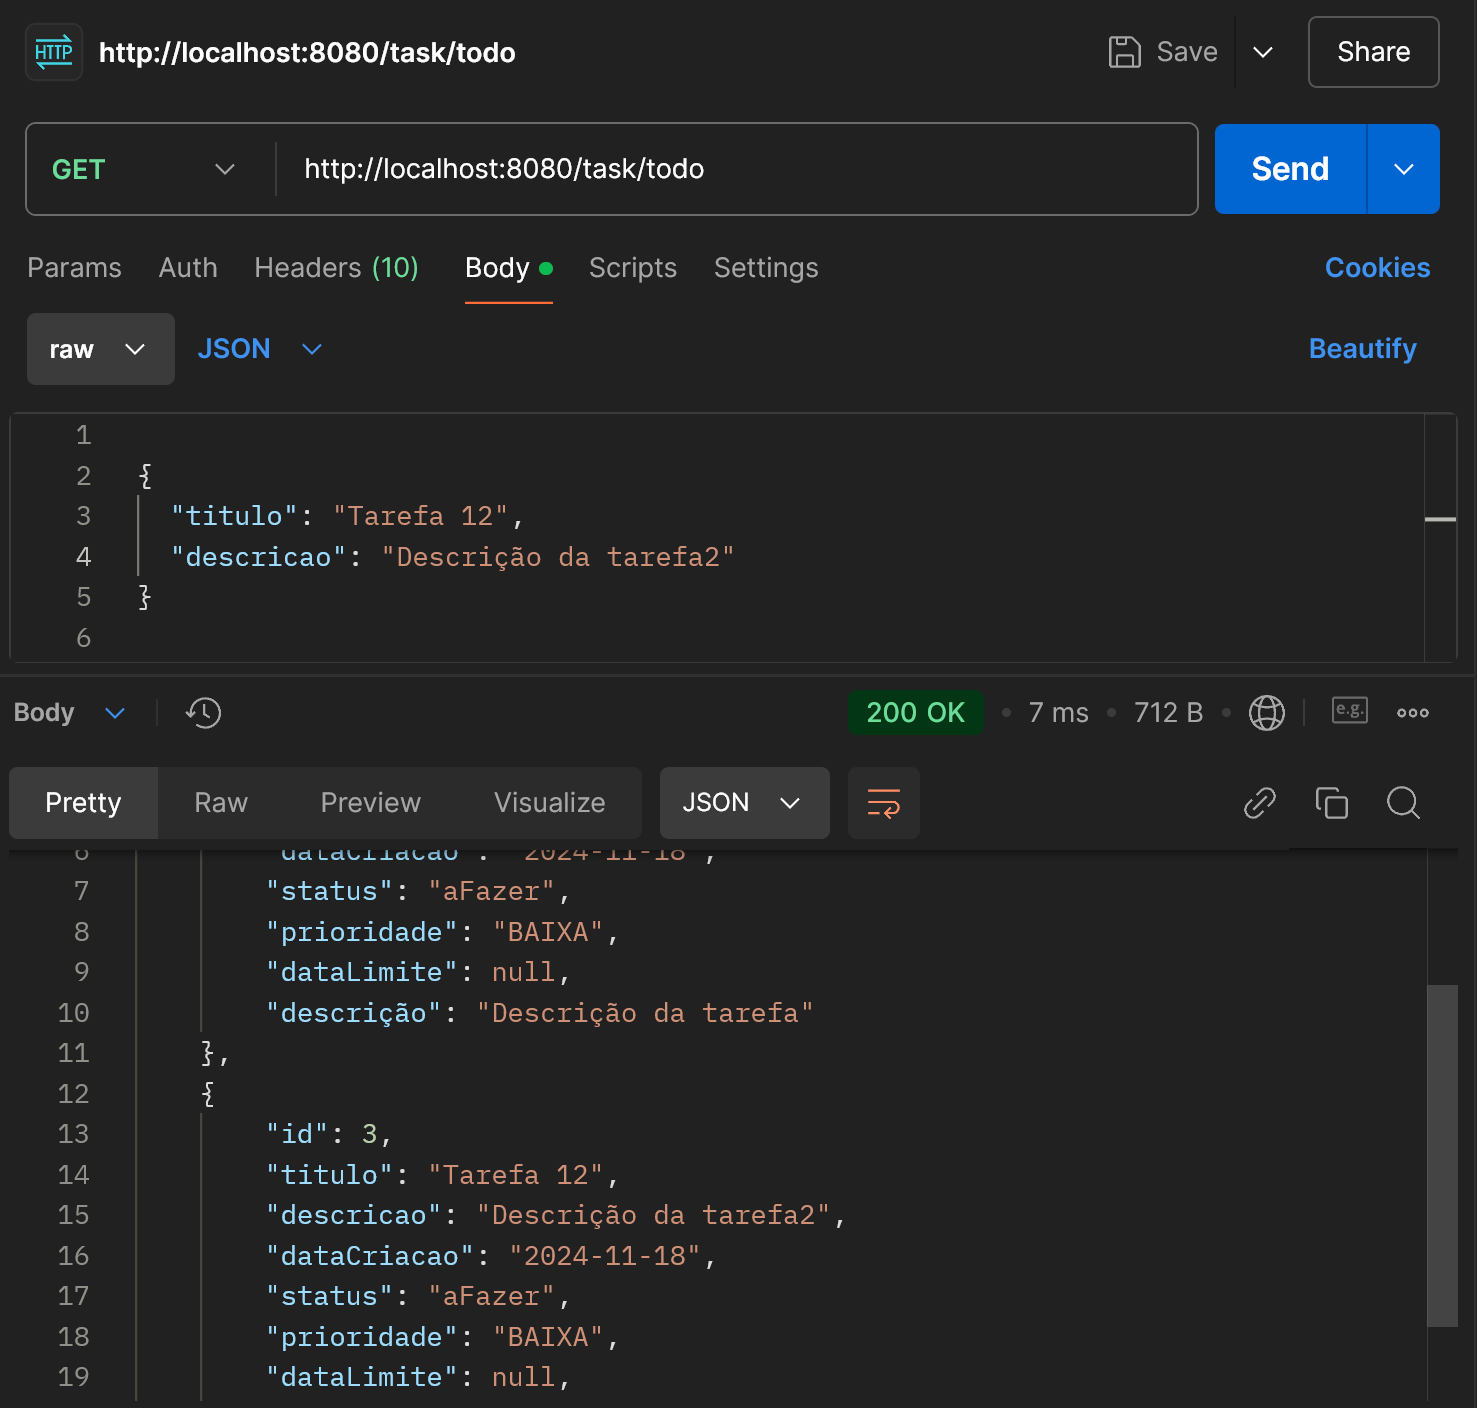 HTTP http://localhost:8080/task/todo Save Share
GET http://localhost:8080/task/todo Send
Params Auth Headers (10) Body Scripts Settings Cookies
raw JSON Beautify
1
2 {
3 "titulo": "Tarefa 12",
4 "descricao": "Descrição da tarefa2"
5 }
6
Body 200 OK • 7 ms • 712 B • e.g.
Pretty Raw Preview Visualize JSON
6 "dataCriacao": "2024-11-18",
7 "status": "aFazer",
8 "prioridade": "BAIXA",
9 "dataLimite": null,
10 "descrição": "Descrição da tarefa"
11 },
12 {
13 "id": 3,
14 "titulo": "Tarefa 12",
15 "descricao": "Descrição da tarefa2",
16 "dataCriacao": "2024-11-18",
17 "status": "aFazer",
18 "prioridade": "BAIXA",
19 "dataLimite": null,